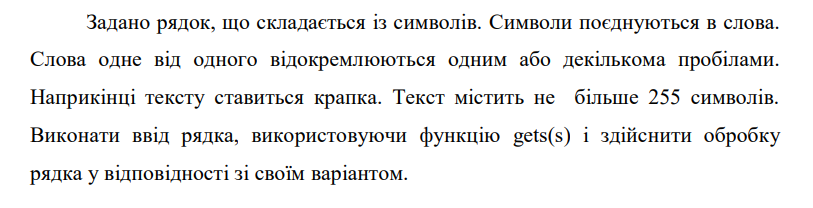 Задано рядок, що складається із символів. Символи поєднуються в слова.
Слова одне від одного відокремлюються одним або декількома пробілами.
Наприкінці тексту ставиться крапка. Текст містить не більше 255 символів.
Виконати ввід рядка, використовуючи функцію gets(s) і здійснити обробку
рядка у відповідності зі своїм варіантом.